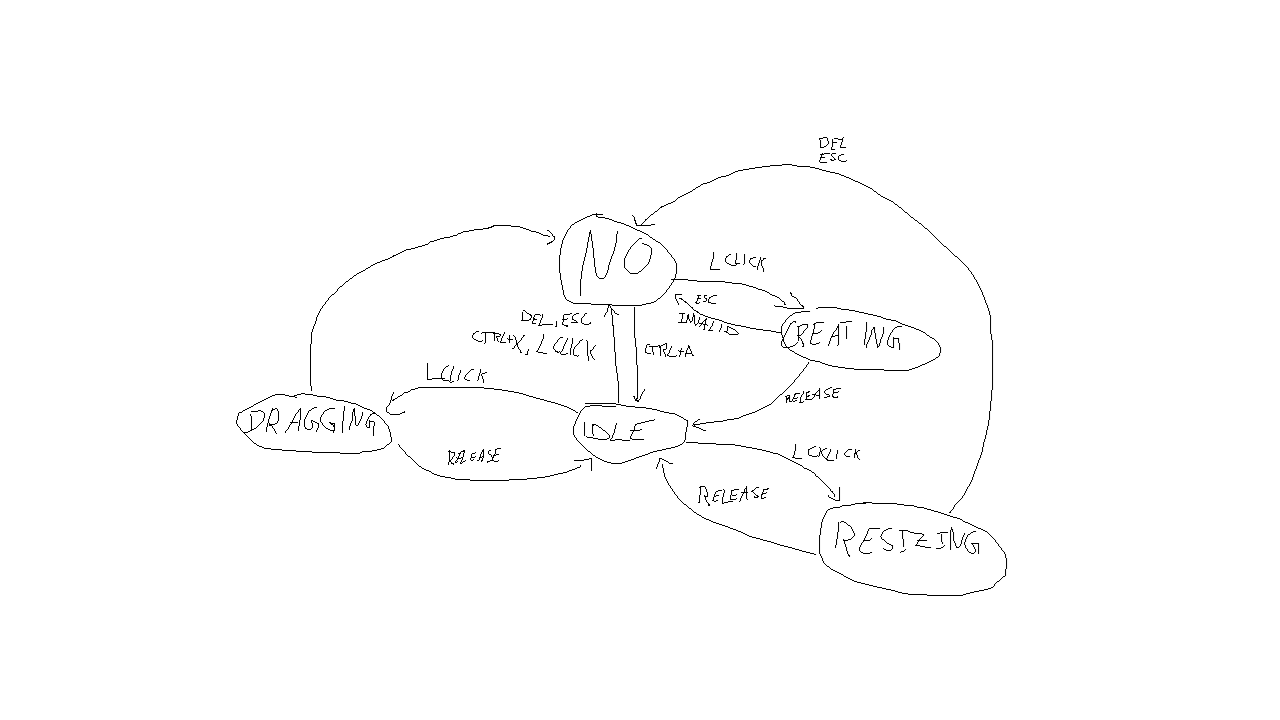 DEL
ESC
NO
LCLICK
ESC
INVALID
DEL, ESC
CTRL+X, LCLICK
CTRL+A
CREATING
LCLICK
RELEASE
DRAGGING
IDLE
RELEASE
LCKLICK
RELEASE
RESIZING